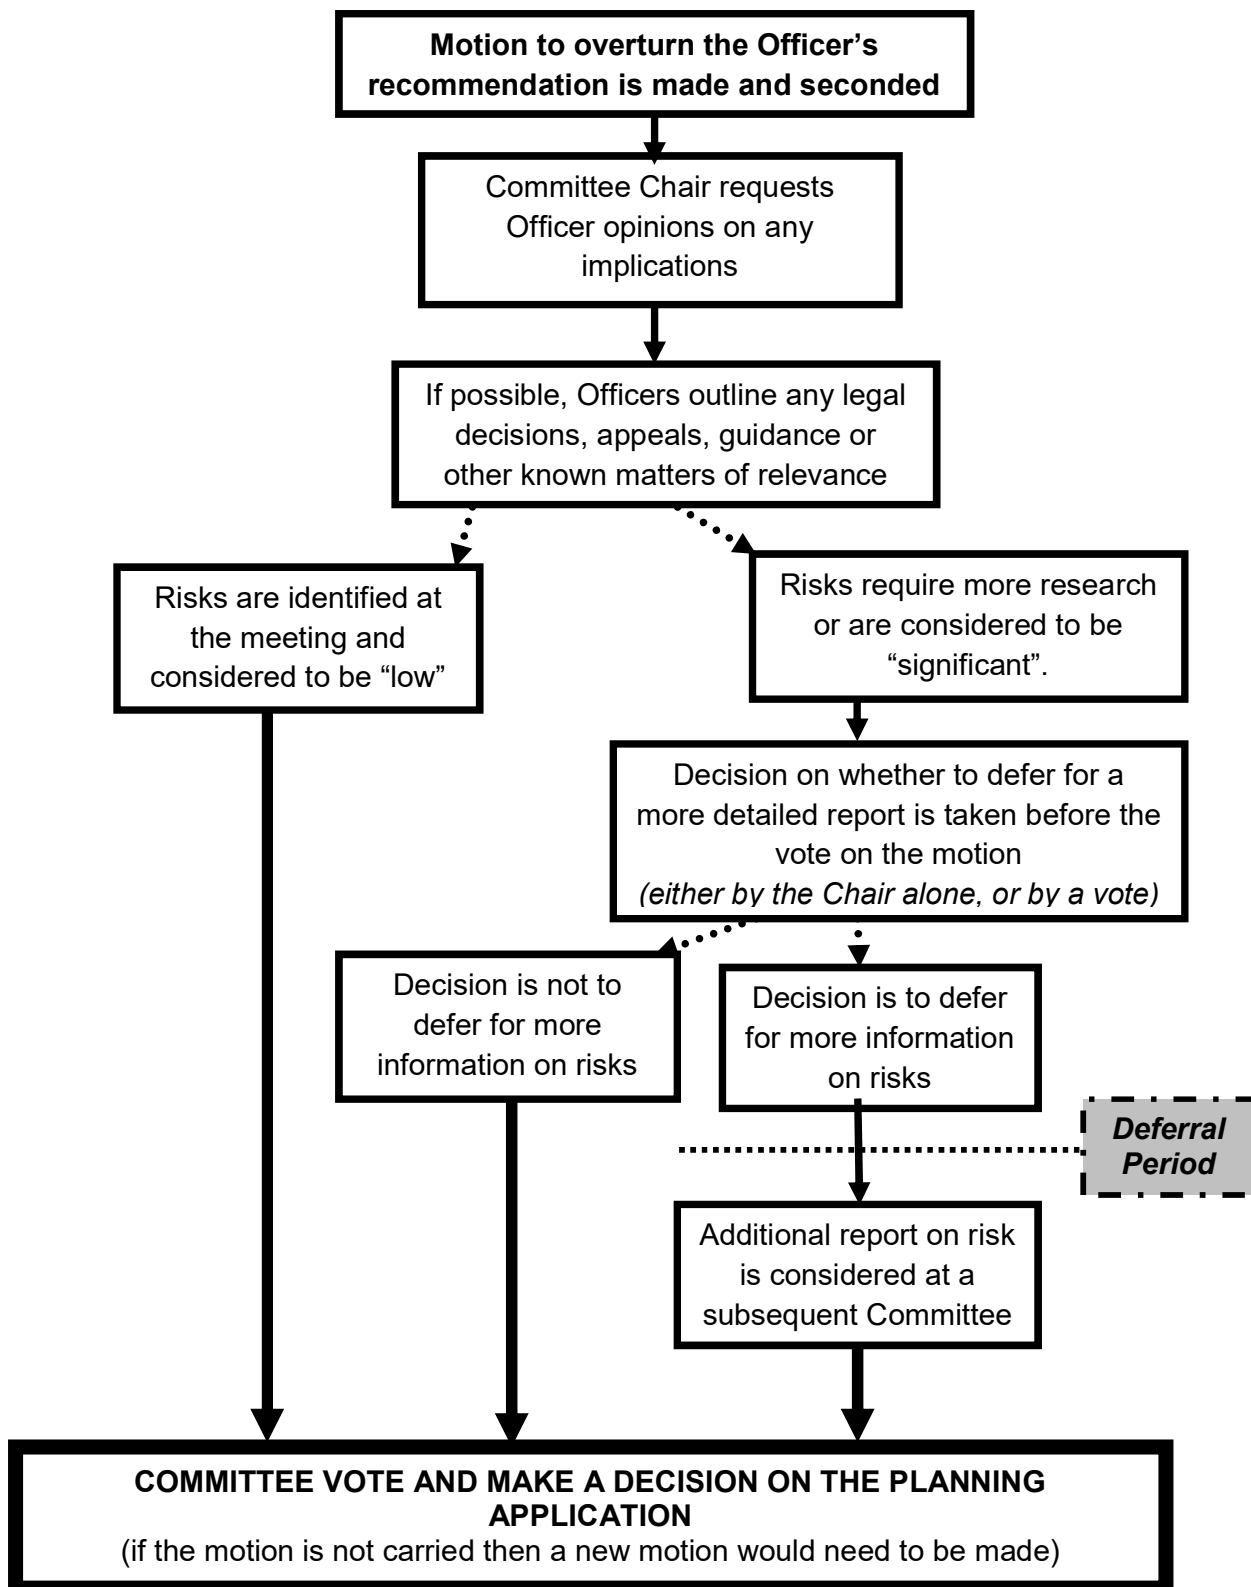 Motion to overturn the Officer’s
recommendation is made and seconded
Committee Chair requests
Officer opinions on any
implications
If possible, Officers outline any legal
decisions, appeals, guidance or
other known matters of relevance
Risks are identified at
the meeting and
considered to be “low”
Risks require more research
or are considered to be
“significant”.
Decision on whether to defer for a
more detailed report is taken before the
vote on the motion
(either by the Chair alone, or by a vote)
Decision is not to
defer for more
information on risks
Decision is to defer
for more information
on risks
Deferral
Period
Additional report on risk
is considered at a
subsequent Committee
COMMITTEE VOTE AND MAKE A DECISION ON THE PLANNING
APPLICATION
(if the motion is not carried then a new motion would need to be made)